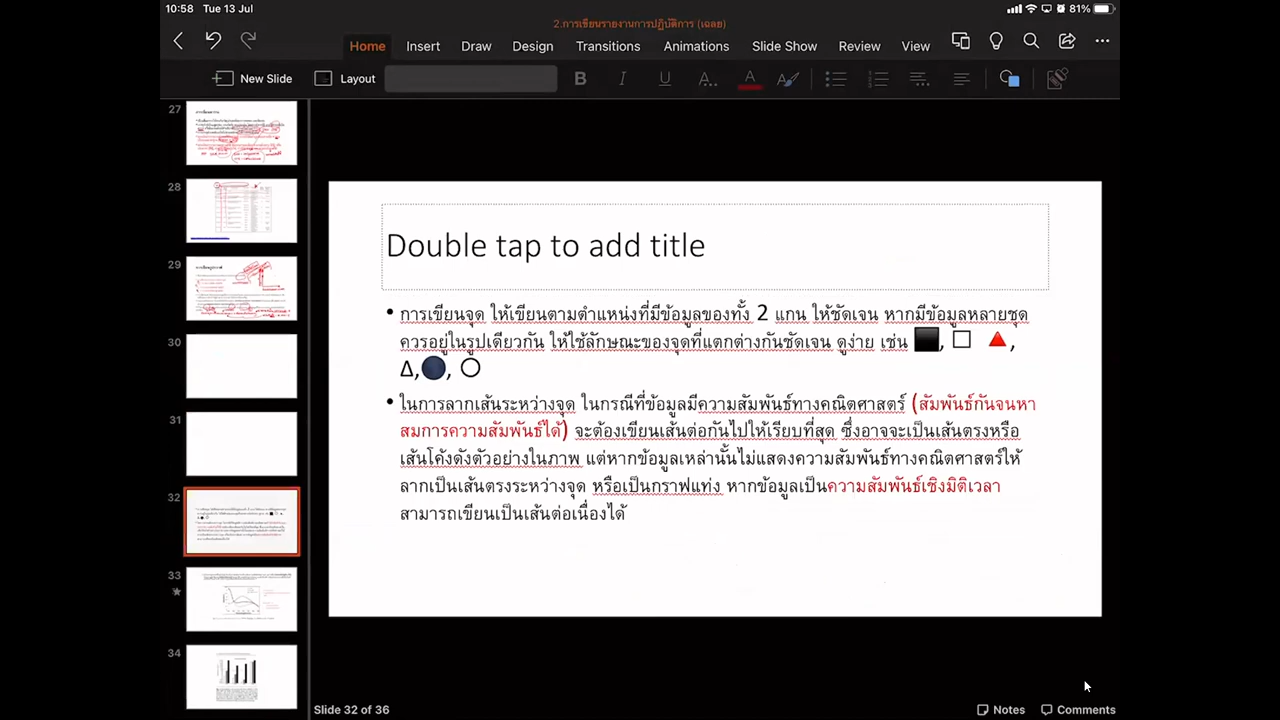 10:58 Tue 13 Jul
81%
2.การเขียนรายงานการปฏิบัติการ (เฉลย)
Home Insert Draw Design Transitions Animations Slide Show Review View
New Slide Layout B I U A A
27
28
29
30
31
32
33
34
Double tap to add title
• การเขียนจุด ให้เขียนตามตำแหน่งที่มีข้อมูลของทั้ง 2 แกน ให้ชัดเจน หากมีข้อมูลหลายชุด
ควรอยู่ในรูปเดียวกัน ให้ใช้ลักษณะของจุดที่แตกต่างกันชัดเจน ดูง่าย เช่น ■, □ ▲,
Δ,●, ○
• ในการลากเส้นระหว่างจุด ในกรณีที่ข้อมูลมีความสัมพันธ์ทางคณิตศาสตร์ (สัมพันธ์กันจนหา
สมการความสัมพันธ์ได้) จะต้องเขียนเส้นต่อกันไปให้เรียบที่สุด ซึ่งอาจจะเป็นเส้นตรงหรือ
เส้นโค้งดังตัวอย่างในภาพ แต่หากข้อมูลเหล่านั้นไม่แสดงความสัมพันธ์ทางคณิตศาสตร์ให้
ลากเป็นเส้นตรงระหว่างจุด หรือเป็นกราฟแท่ง หากข้อมูลเป็นความสัมพันธ์เชิงมิติเวลา
สามารถเขียนเป็นเส้นต่อเนื่องได้
Slide 32 of 36
Notes Comments